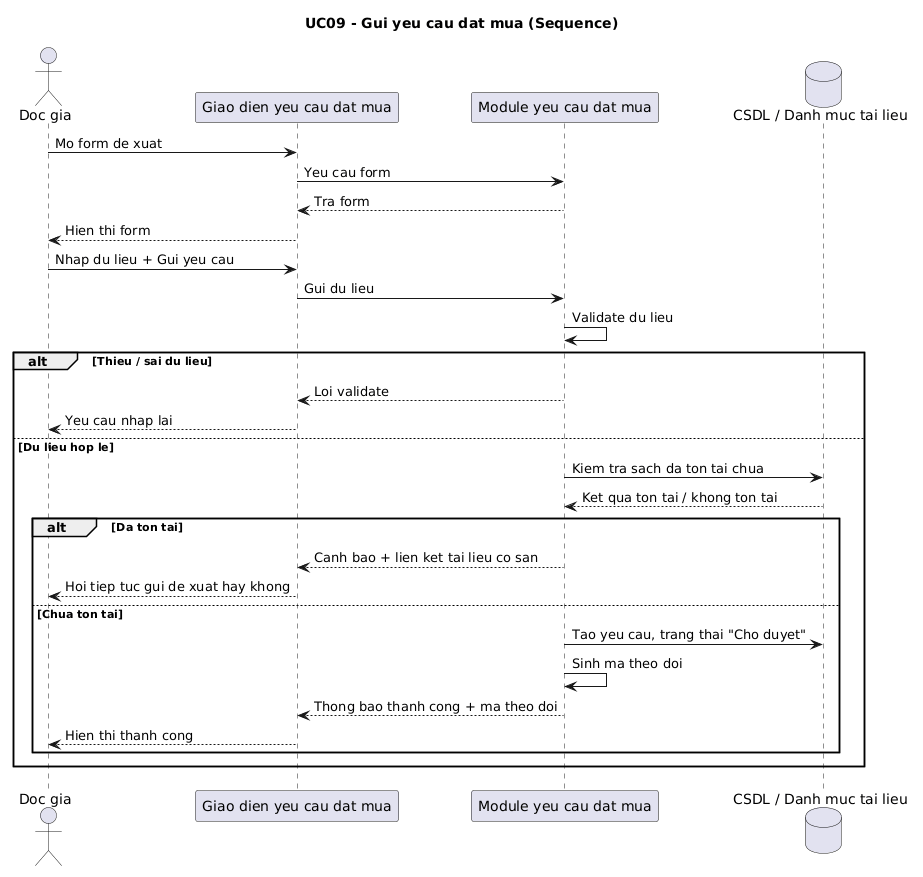 UC09 - Gui yeu cau dat mua (Sequence)
Doc gia
Giao dien yeu cau dat mua
Module yeu cau dat mua
CSDL / Danh muc tai lieu
Mo form de xuat
Yeu cau form
Tra form
Hien thi form
Nhap du lieu + Gui yeu cau
Gui du lieu
Validate du lieu
alt [Thieu / sai du lieu]
Loi validate
Yeu cau nhap lai
[Du lieu hop le]
Kiem tra sach da ton tai chua
Ket qua ton tai / khong ton tai
alt [Da ton tai]
Canh bao + lien ket tai lieu co san
Hoi tiep tuc gui de xuat hay khong
[Chua ton tai]
Tao yeu cau, trang thai "Cho duyet"
Sinh ma theo doi
Thong bao thanh cong + ma theo doi
Hien thi thanh cong
Doc gia
Giao dien yeu cau dat mua
Module yeu cau dat mua
CSDL / Danh muc tai lieu